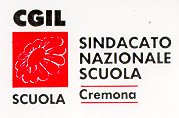 CGIL
SCUOLA
SINDACATO
NAZIONALE
SCUOLA
Cremona